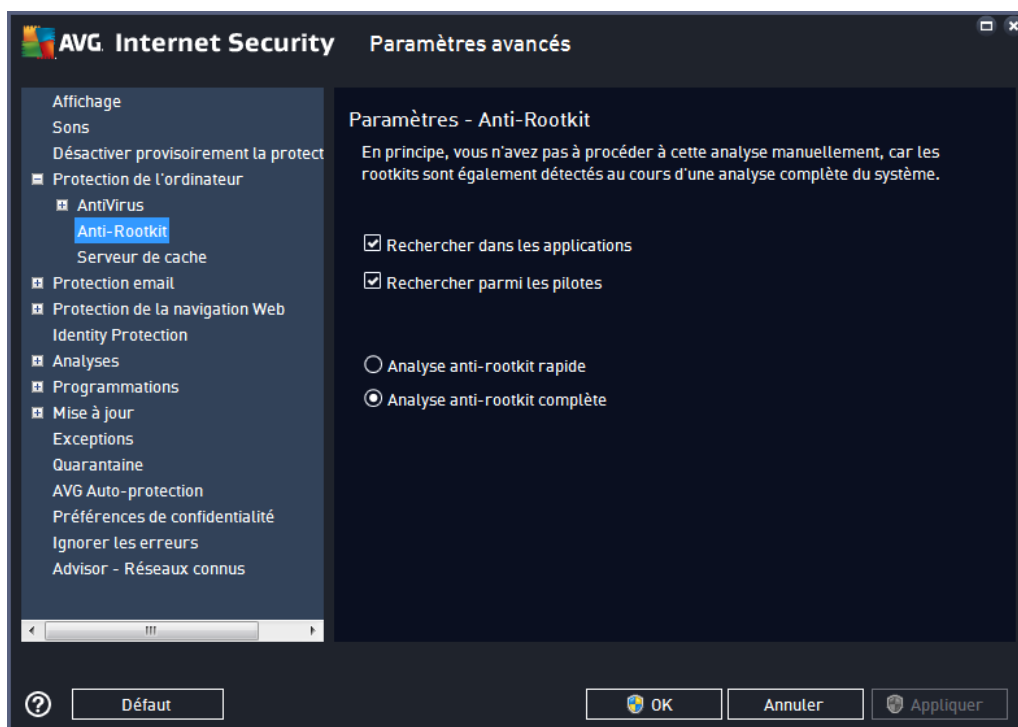 AVG. Internet Security Paramètres avancés
Affichage
Sons
Désactiver provisoirement la protect
Protection de l'ordinateur
AntiVirus
Anti-Rootkit
Serveur de cache
Protection email
Protection de la navigation Web
Identity Protection
Analyses
Programmations
Mise à jour
Exceptions
Quarantaine
AVG Auto-protection
Préférences de confidentialité
Ignorer les erreurs
Advisor - Réseaux connus
Paramètres - Anti-Rootkit
En principe, vous n'avez pas à procéder à cette analyse manuellement, car les
rootkits sont également détectés au cours d'une analyse complète du système.
Rechercher dans les applications
Rechercher parmi les pilotes
Analyse anti-rootkit rapide
Analyse anti-rootkit complète
? Défaut OK Annuler Appliquer